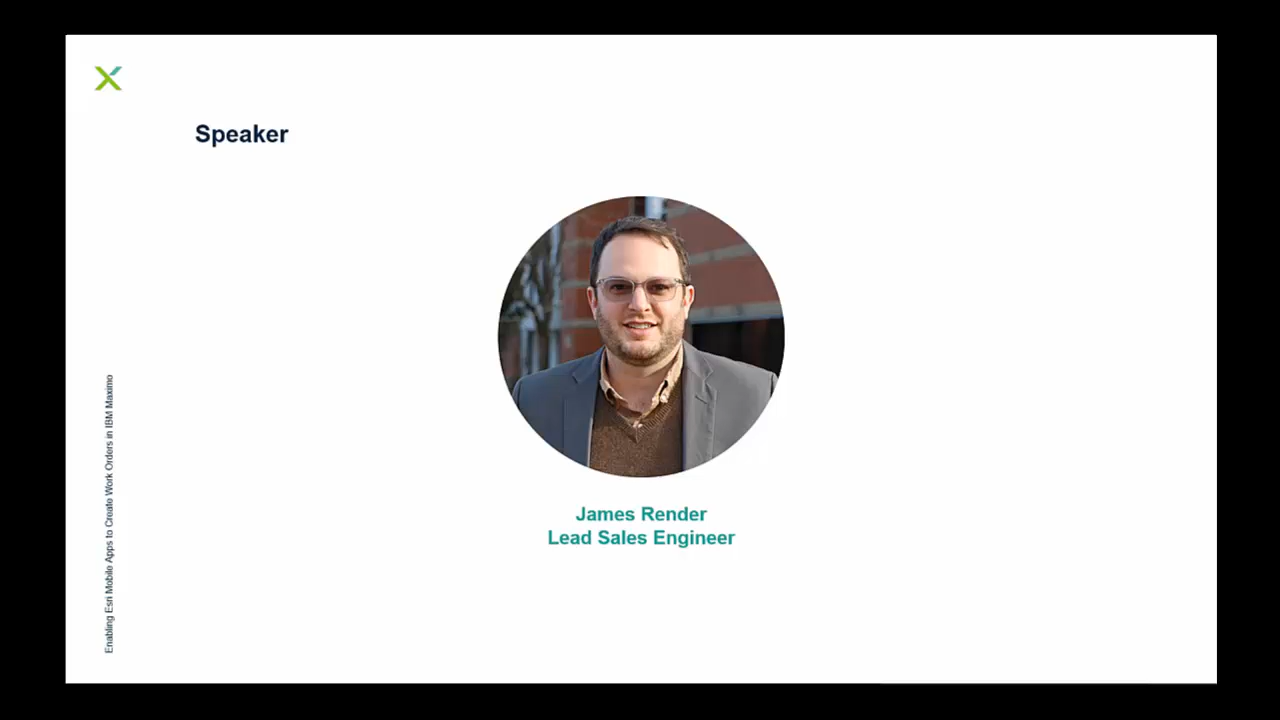 Speaker
James Render
Lead Sales Engineer
Enabling Esri Mobile Apps to Create Work Orders in IBM Maximo